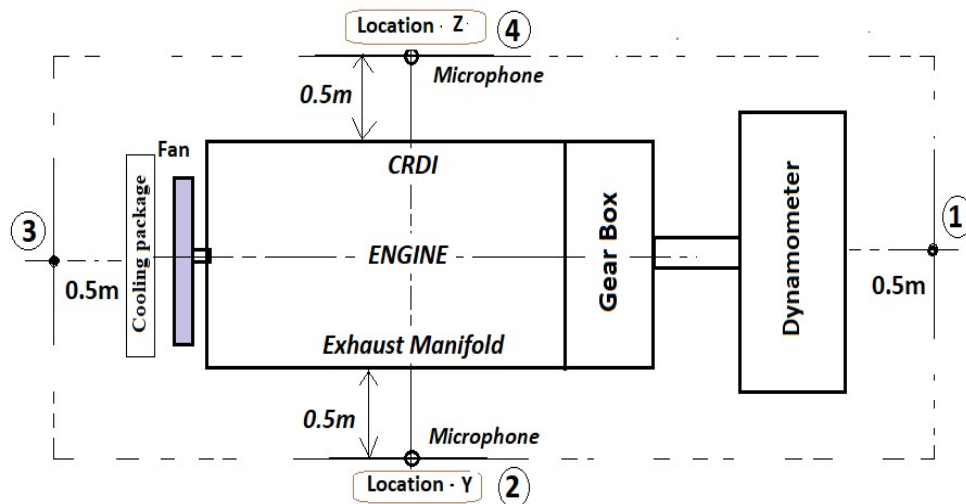 Location - Z
4
Microphone
0.5m
Fan
CRDI
Cooling package
3
1
ENGINE
Gear Box
Dynamometer
0.5m
0.5m
Exhaust Manifold
0.5m
Microphone
Location - Y
2